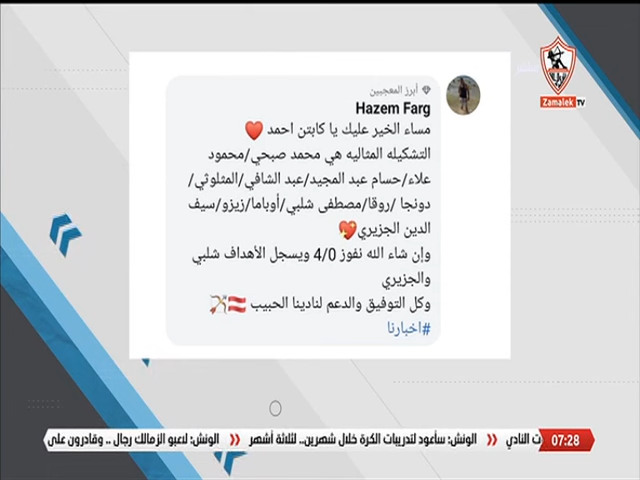 Zamalek TV
أبرز المعجبين
Hazem Farg
مساء الخير عليك يا كابتن احمد ❤️
التشكيله المثاليه هي محمد صبحي/محمود
علاء/حسام عبد المجيد/عبد الشافي/المثلوثي/
دونجا /روقا/مصطفى شلبي/أوباما/زيزو/سيف
الدين الجزيري💖
وإن شاء الله نفوز 4/0 ويسجل الأهداف شلبي
والجزيري
وكل التوفيق والدعم لنادينا الحبيب 🇦🇹🏹
#اخبارنا
07:28
ت النادي » الونش: سأعود لتدريبات الكرة خلال شهرين.. لثلاثة أشهر » الونش: لاعبو الزمالك رجال .. وقادرون على